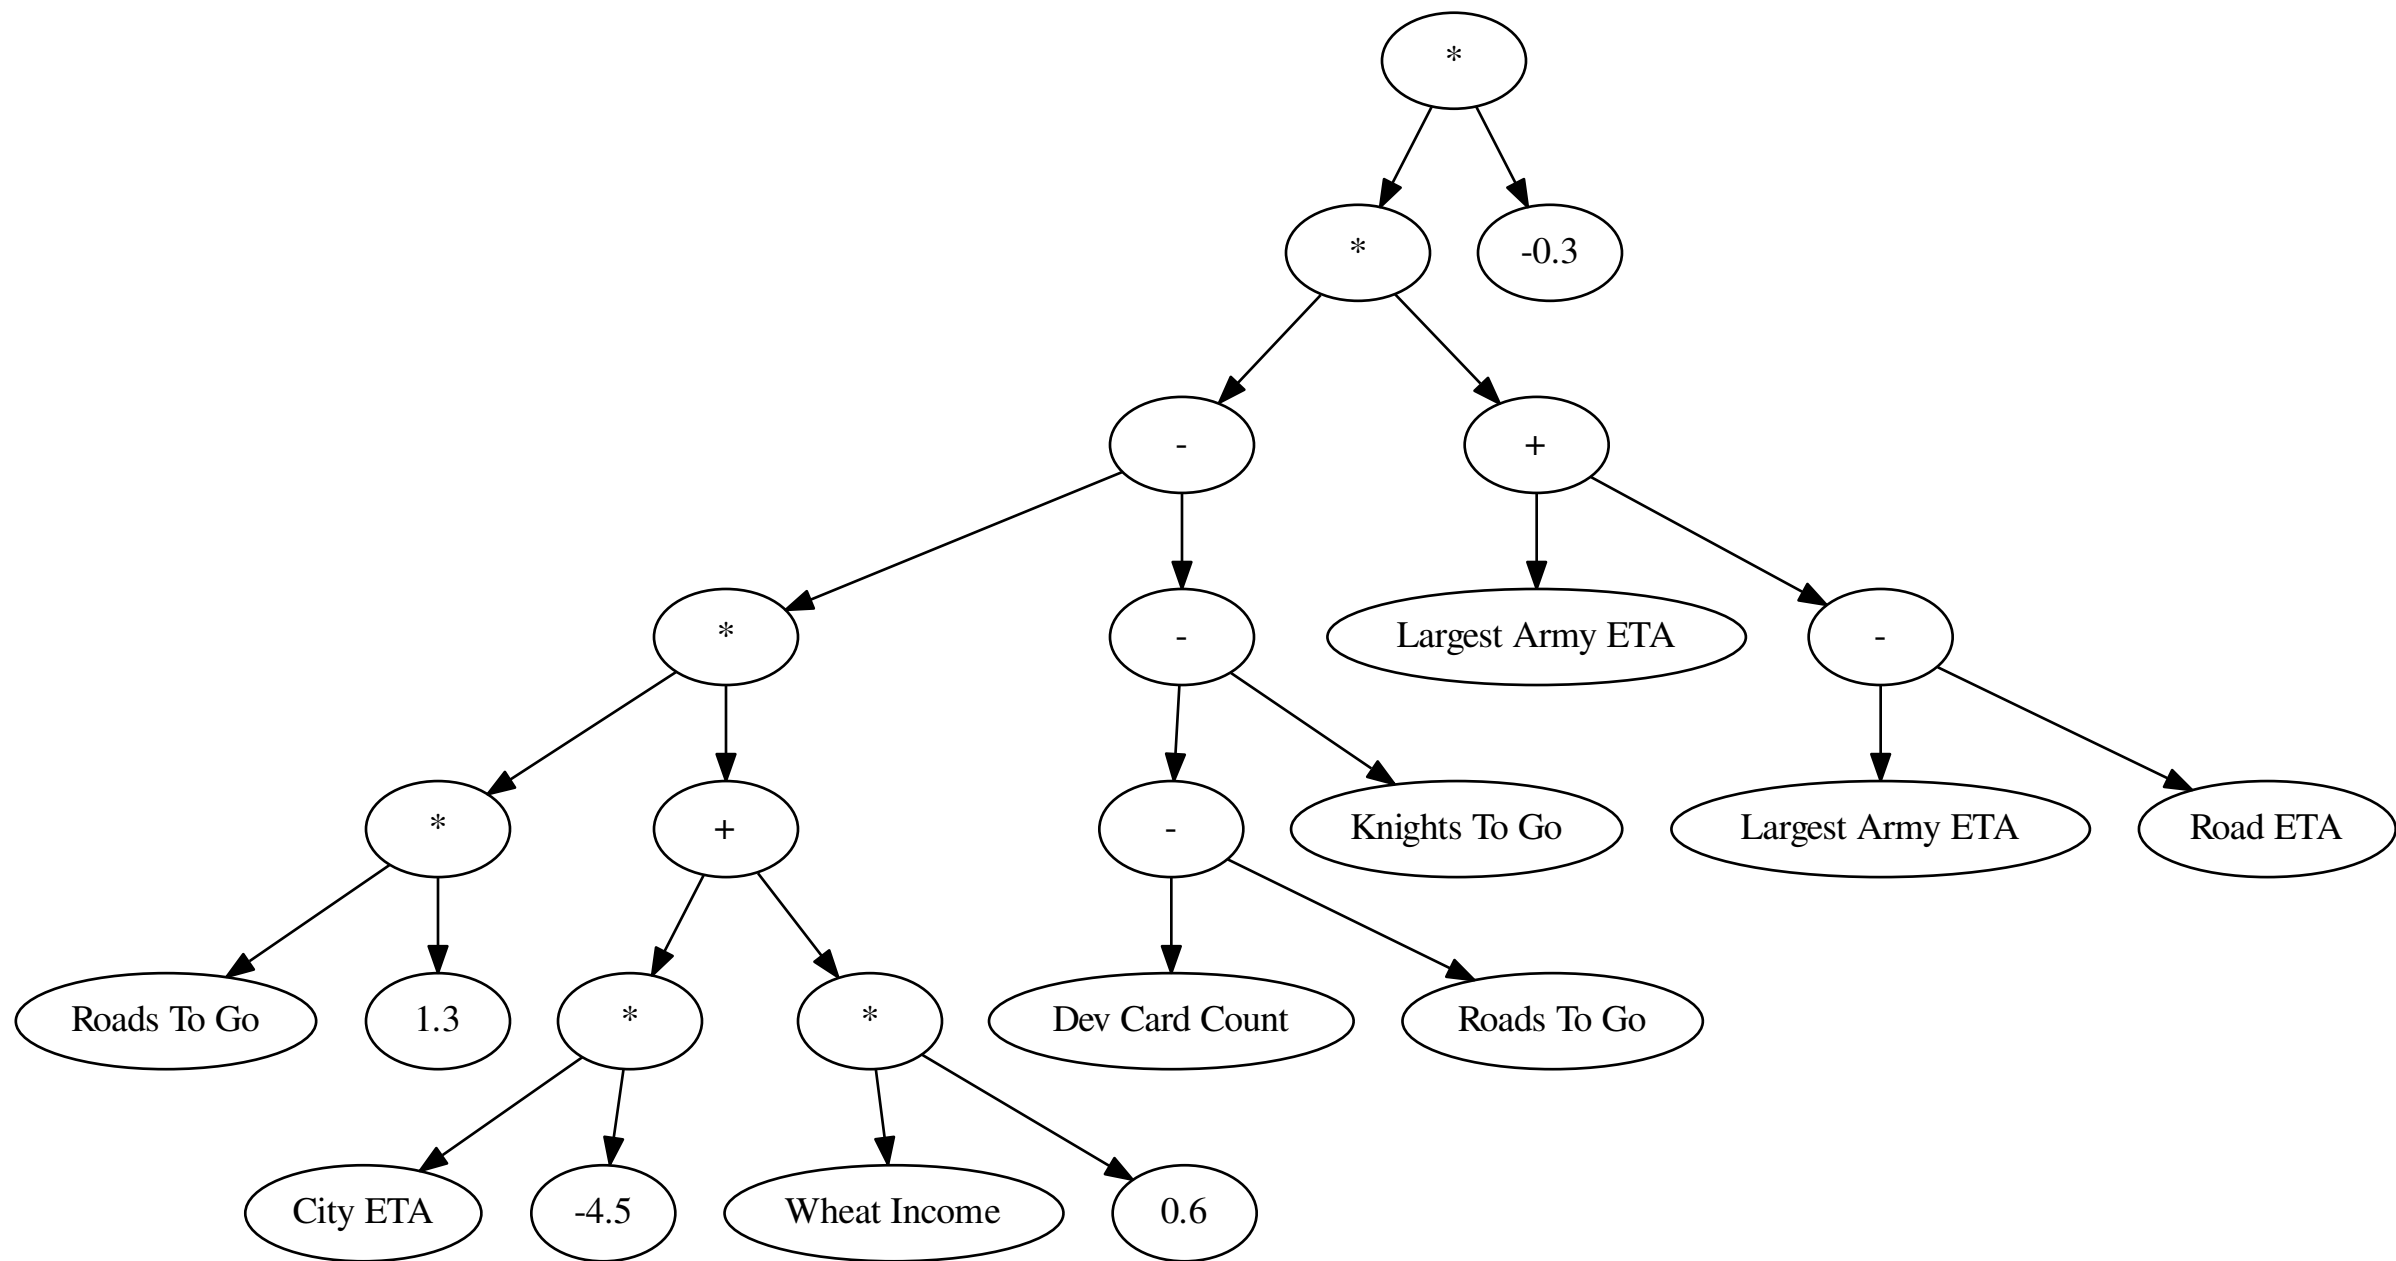 *
*
-0.3
-
+
*
-
Largest Army ETA
-
*
+
-
Knights To Go
Largest Army ETA
Road ETA
Roads To Go
1.3
*
*
Dev Card Count
Roads To Go
City ETA
-4.5
Wheat Income
0.6